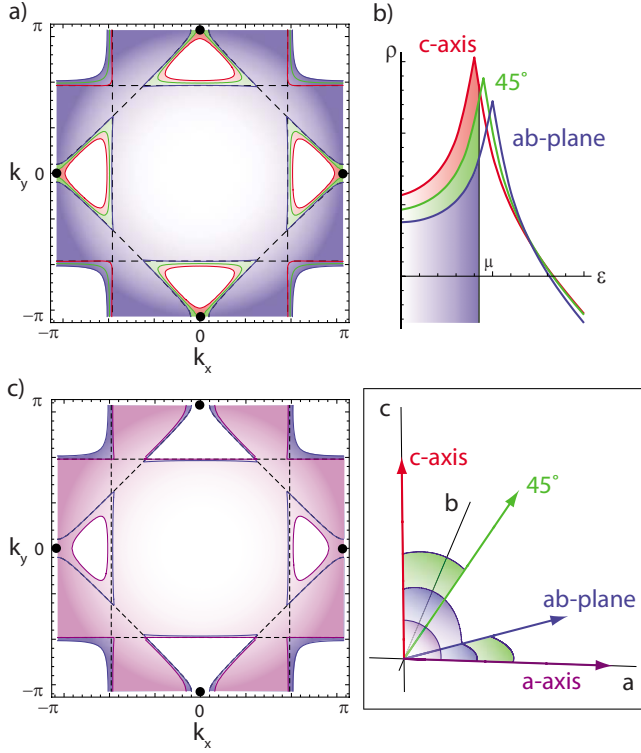 a)
π
k_y
0
−π
−π
0
π
k_x
b)
ρ
c-axis
45°
ab-plane
μ
ε
c)
π
k_y
0
−π
−π
0
π
k_x
c
c-axis
b
45°
ab-plane
a-axis
a